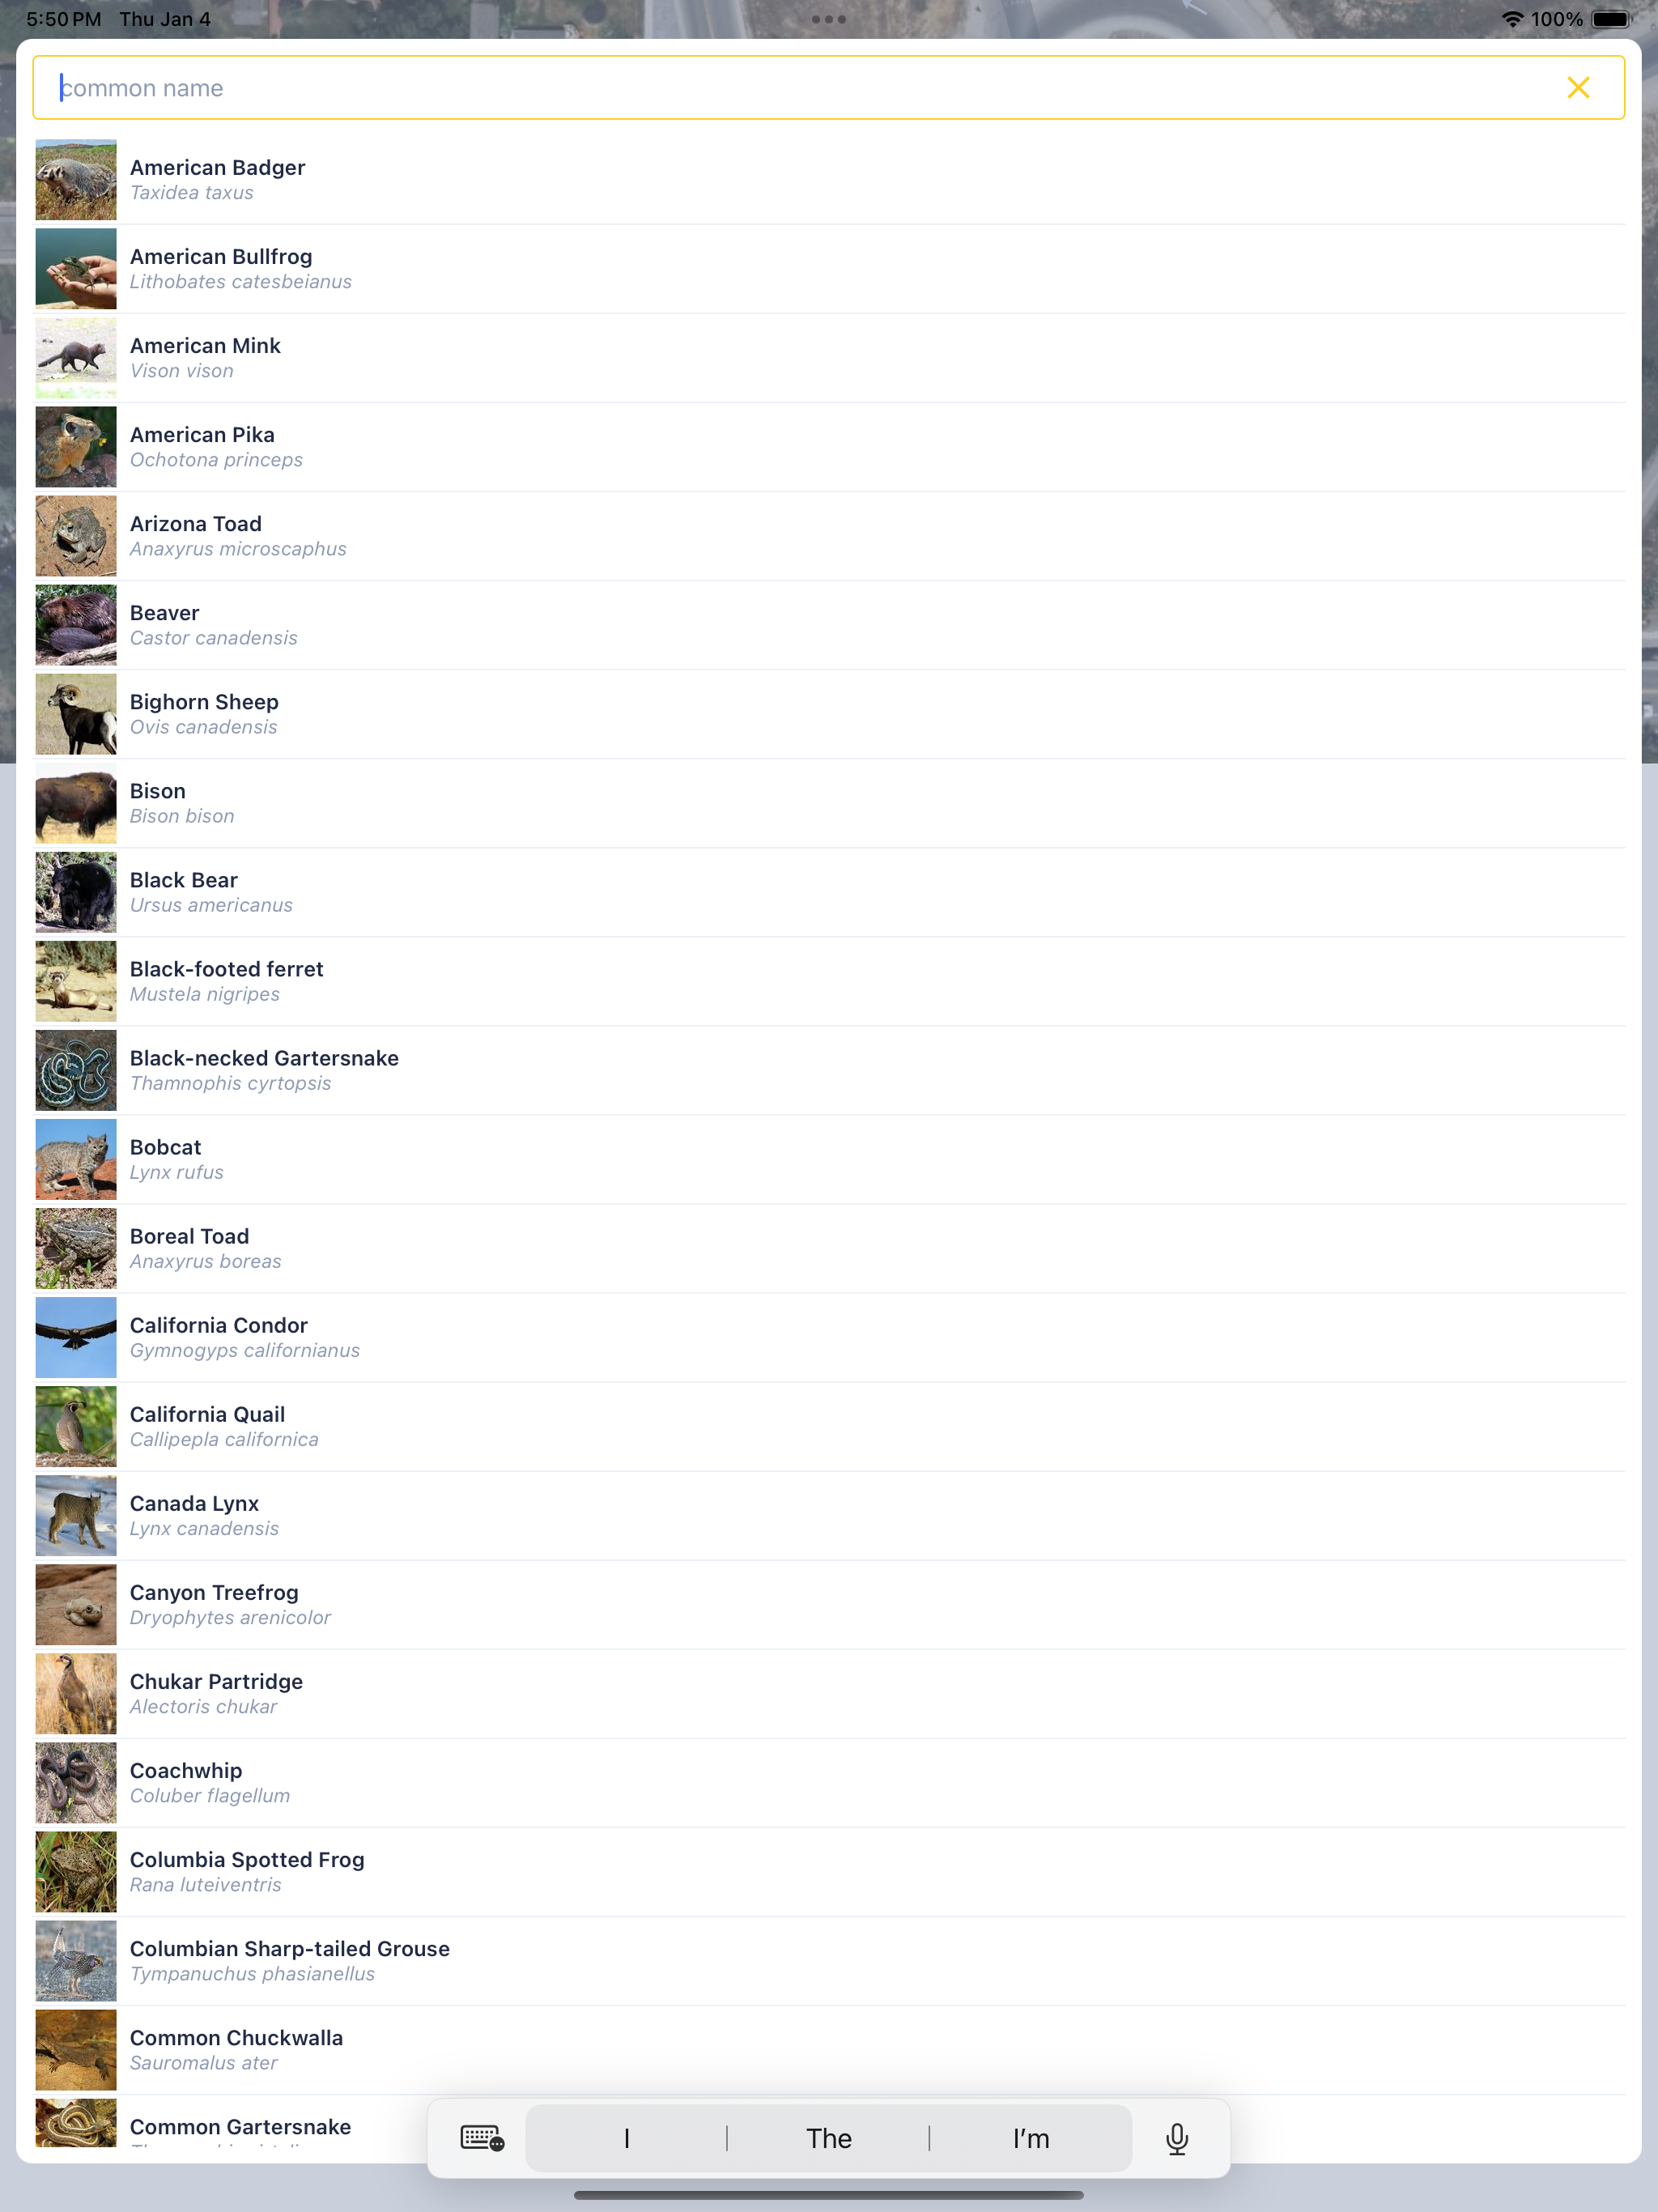 5:50 PM Thu Jan 4
100%
common name
American Badger
Taxidea taxus
American Bullfrog
Lithobates catesbeianus
American Mink
Vison vison
American Pika
Ochotona princeps
Arizona Toad
Anaxyrus microscaphus
Beaver
Castor canadensis
Bighorn Sheep
Ovis canadensis
Bison
Bison bison
Black Bear
Ursus americanus
Black-footed ferret
Mustela nigripes
Black-necked Gartersnake
Thamnophis cyrtopsis
Bobcat
Lynx rufus
Boreal Toad
Anaxyrus boreas
California Condor
Gymnogyps californianus
California Quail
Callipepla californica
Canada Lynx
Lynx canadensis
Canyon Treefrog
Dryophytes arenicolor
Chukar Partridge
Alectoris chukar
Coachwhip
Coluber flagellum
Columbia Spotted Frog
Rana luteiventris
Columbian Sharp-tailed Grouse
Tympanuchus phasianellus
Common Chuckwalla
Sauromalus ater
Common Gartersnake
I The I'm